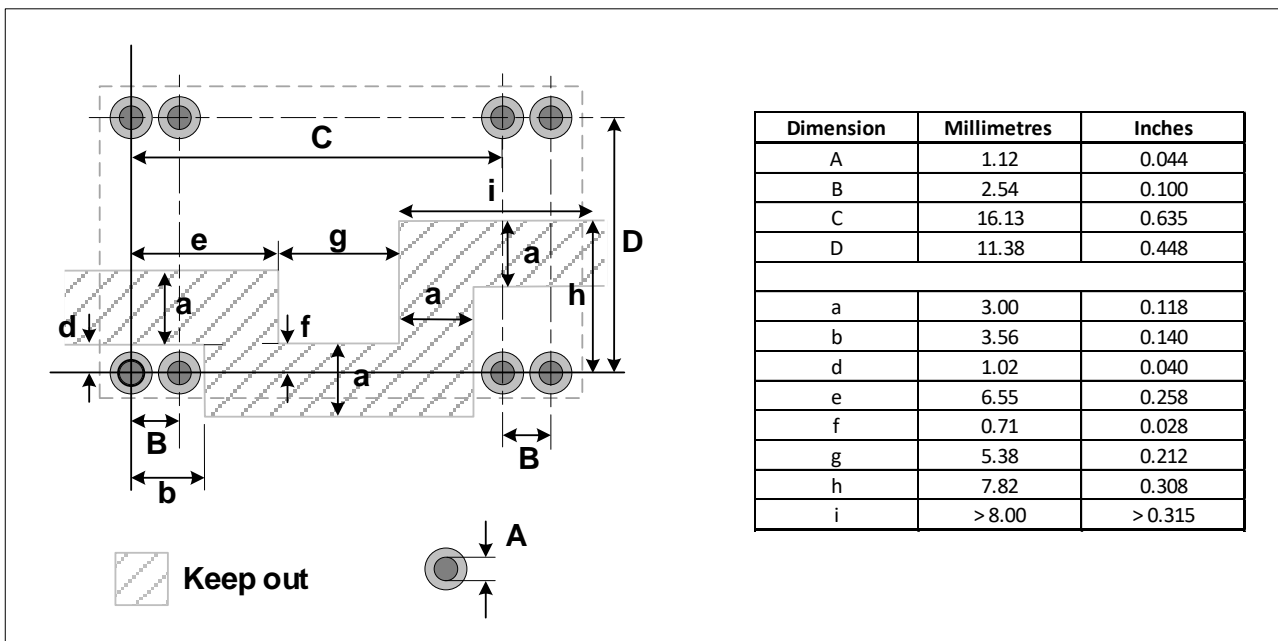 C
i
D
e
g
a
h
a
a
d
f
a
B
B
b
A
Keep out
Dimension Millimetres Inches
A 1.12 0.044
B 2.54 0.100
C 16.13 0.635
D 11.38 0.448
a 3.00 0.118
b 3.56 0.140
d 1.02 0.040
e 6.55 0.258
f 0.71 0.028
g 5.38 0.212
h 7.82 0.308
i > 8.00 > 0.315